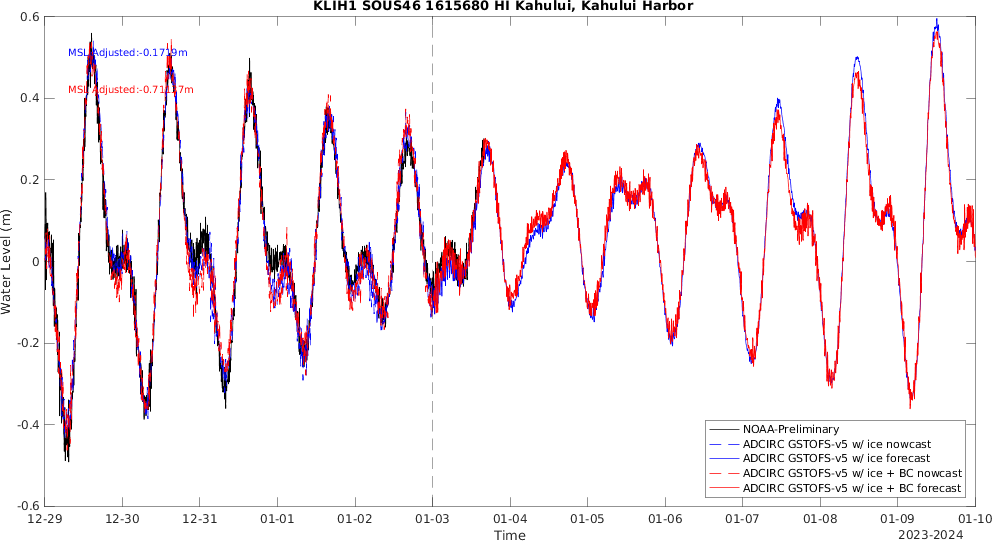 KLIH1 SOUS46 1615680 HI Kahului, Kahului Harbor
MSL Adjusted:-0.1719m
MSL Adjusted:-0.71117m
0.6
0.4
0.2
0
-0.2
-0.4
-0.6
Water Level (m)
12-29 12-30 12-31 01-01 01-02 01-03 01-04 01-05 01-06 01-07 01-08 01-09 01-10
Time
2023-2024
NOAA-Preliminary
ADCIRC GSTOFS-v5 w/ ice nowcast
ADCIRC GSTOFS-v5 w/ ice forecast
ADCIRC GSTOFS-v5 w/ ice + BC nowcast
ADCIRC GSTOFS-v5 w/ ice + BC forecast